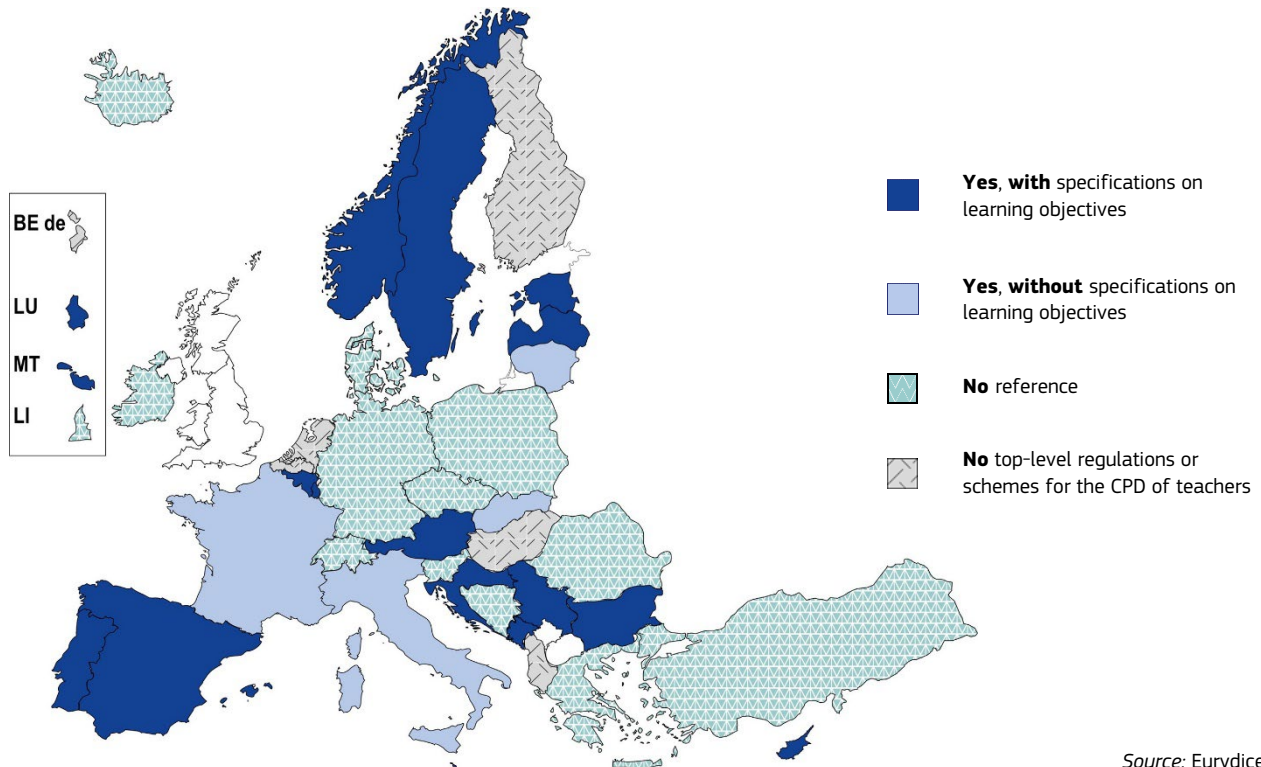 BE de
LU
MT
LI
Yes, with specifications on
learning objectives
Yes, without specifications on
learning objectives
No reference
No top-level regulations or
schemes for the CPD of teachers
Source: Eurydice